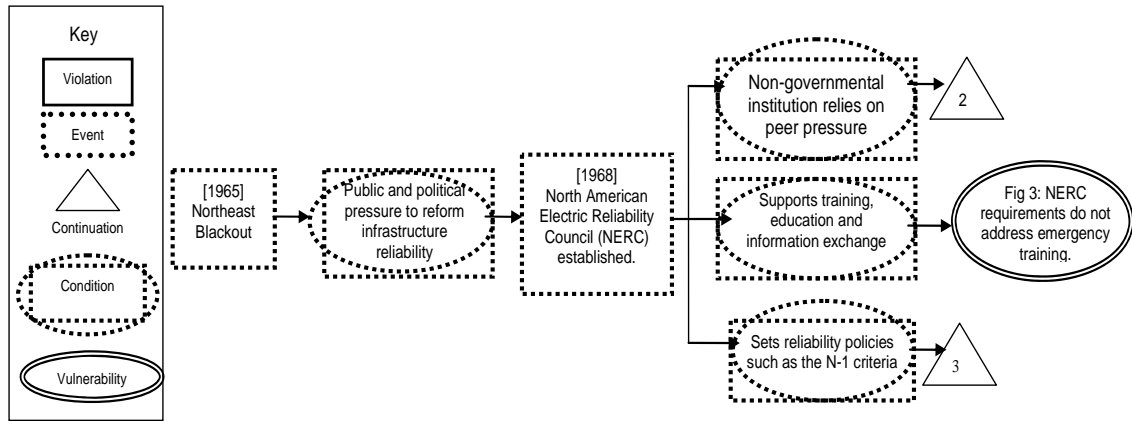 Key
Violation
Event
Continuation
Condition
Vulnerability
[1965]
Northeast
Blackout
Public and political
pressure to reform
infrastructure
reliability
[1968]
North American
Electric Reliability
Council (NERC)
established.
Non-governmental
institution relies on
peer pressure
2
Supports training,
education and
information exchange
Fig 3: NERC
requirements do not
address emergency
training.
Sets reliability policies
such as the N-1 criteria
3